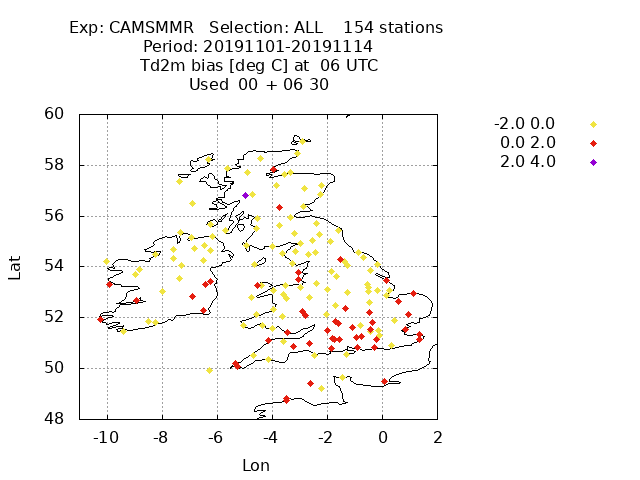 Exp: CAMSMMR Selection: ALL 154 stations
Period: 20191101-20191114
Td2m bias [deg C] at 06 UTC
Used 00 + 06 30
-2.0 0.0
0.0 2.0
2.0 4.0
60
58
56
54
52
50
48
Lat
-10 -8 -6 -4 -2 0 2
Lon